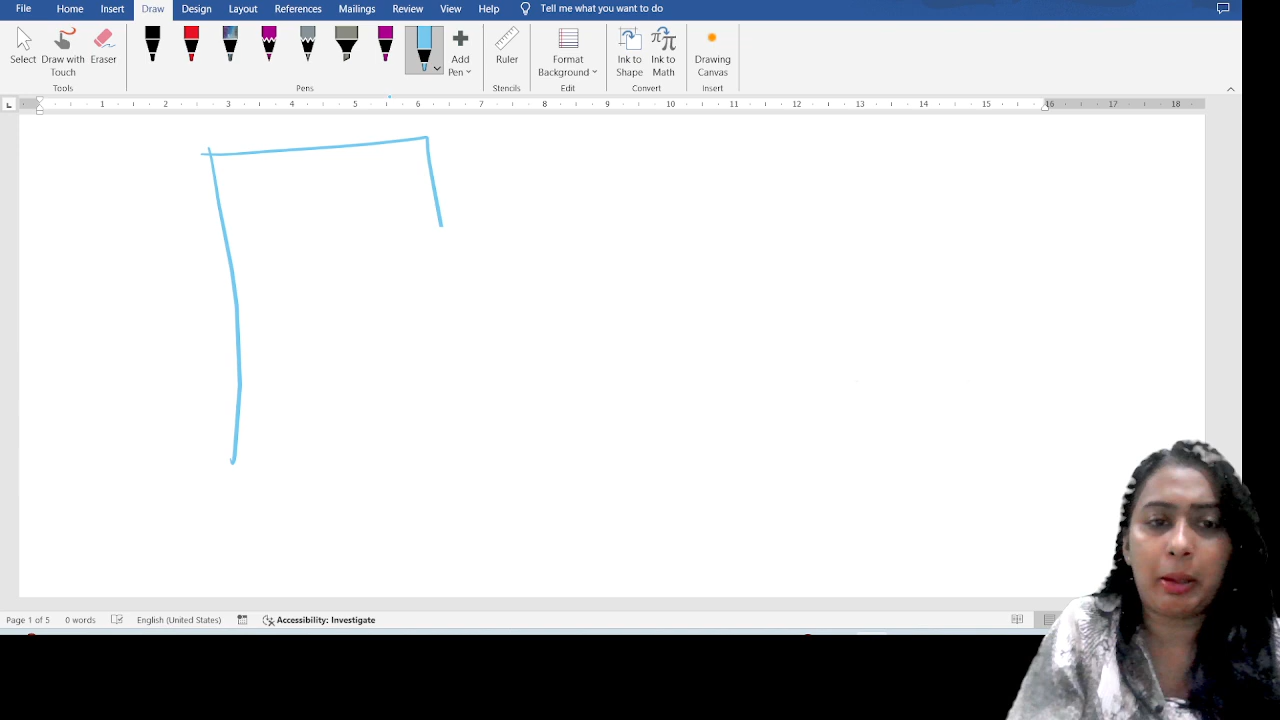 File Home Insert Draw Design Layout References Mailings Review View Help Tell me what you want to do
Select Draw with Touch Eraser Add Pen Ruler Format Background Ink to Shape Ink to Math Drawing Canvas
Tools Pens Stencils Edit Convert Insert
1 2 3 4 5 6 7 8 9 10 11 12 13 14 15 16 17 18
Page 1 of 5 0 words English (United States) Accessibility: Investigate